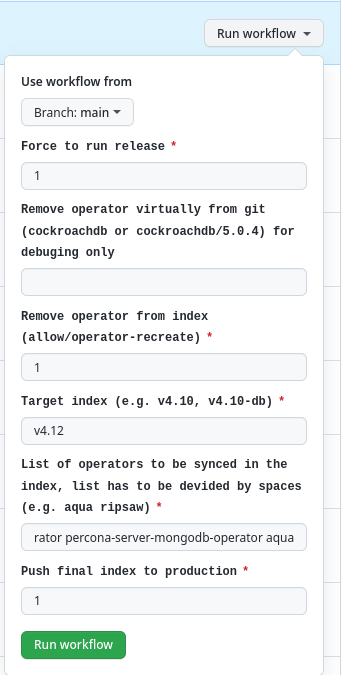 Run workflow
Use workflow from
Branch: main
Force to run release *
1
Remove operator virtually from git
(cockroachdb or cockroachdb/5.0.4) for
debuging only
Remove operator from index
(allow/operator-recreate) *
1
Target index (e.g. v4.10, v4.10-db) *
v4.12
List of operators to be synced in the
index, list has to be devided by spaces
(e.g. aqua ripsaw) *
rator percona-server-mongodb-operator aqua
Push final index to production *
1
Run workflow